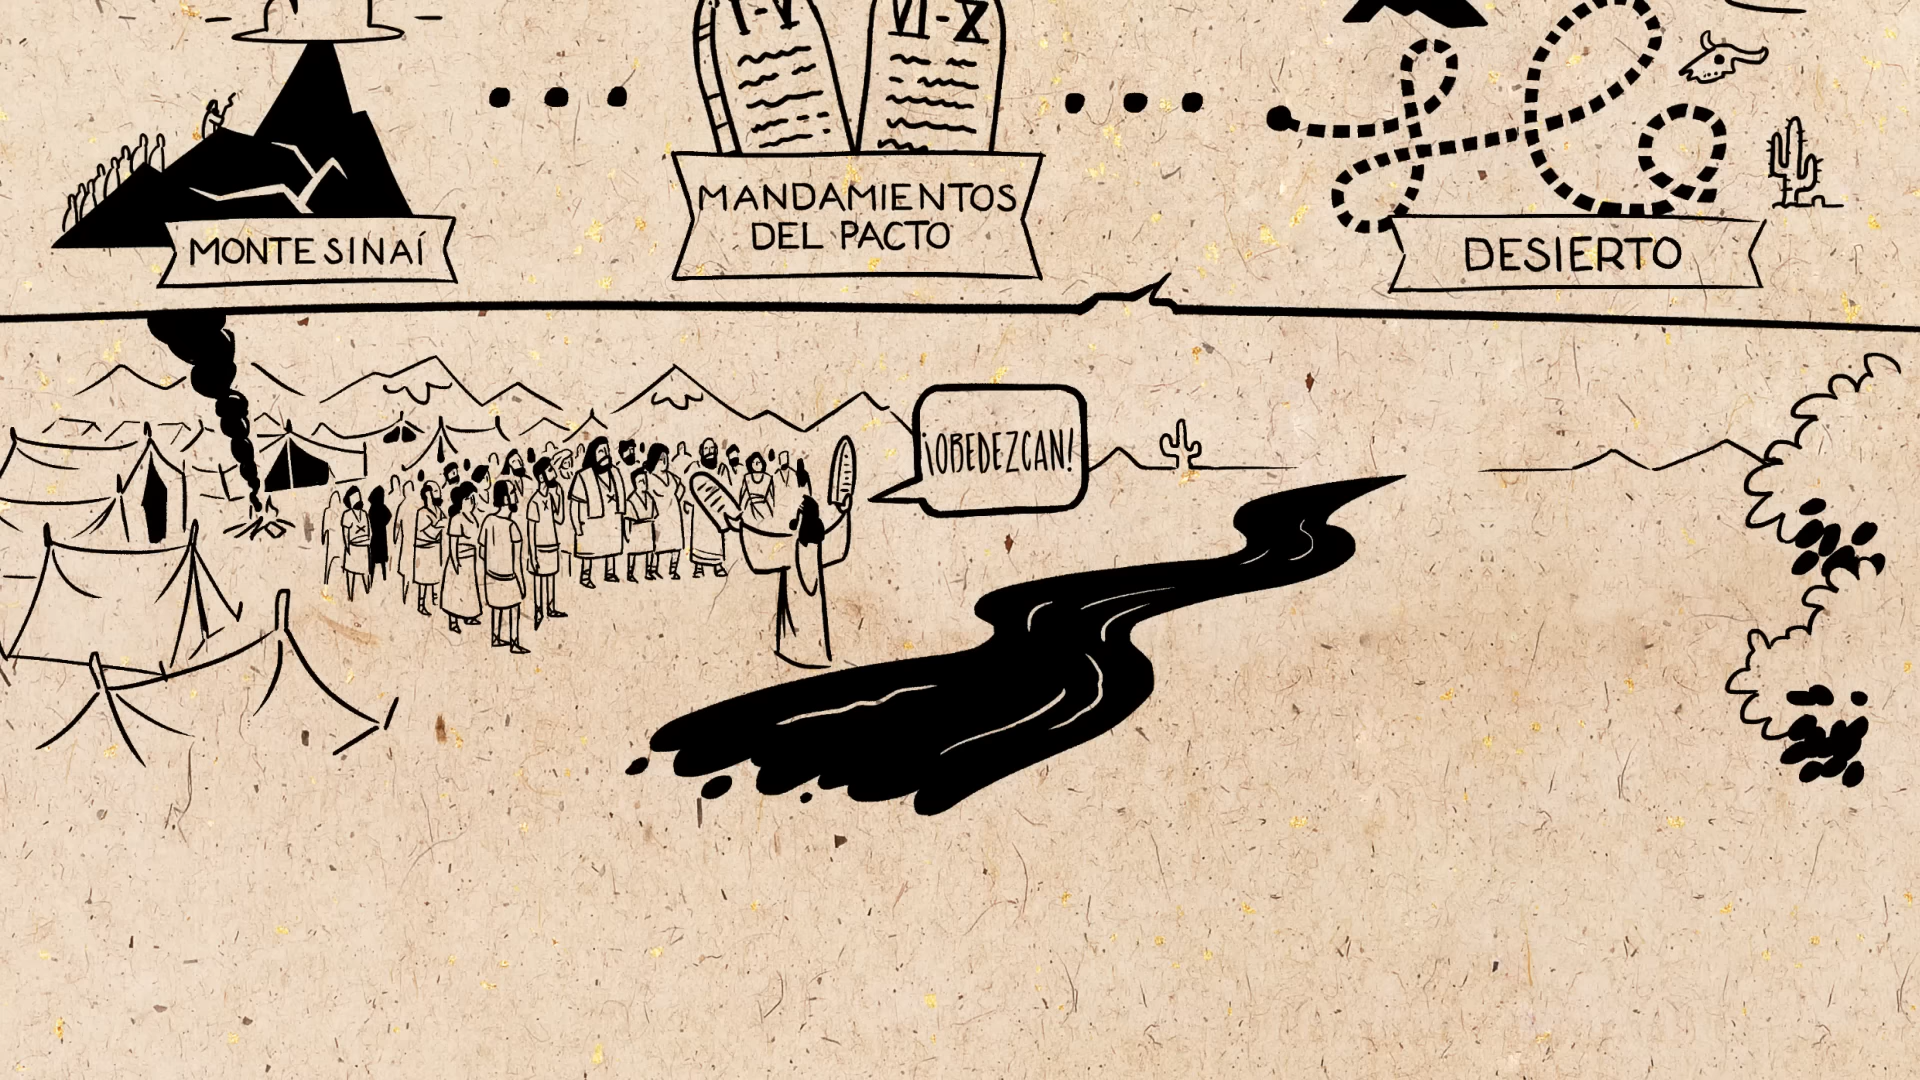 I-V
VI-X
MONTE SINAÍ
MANDAMIENTOS
DEL PACTO
DESIERTO
¡OBEDEZCAN!